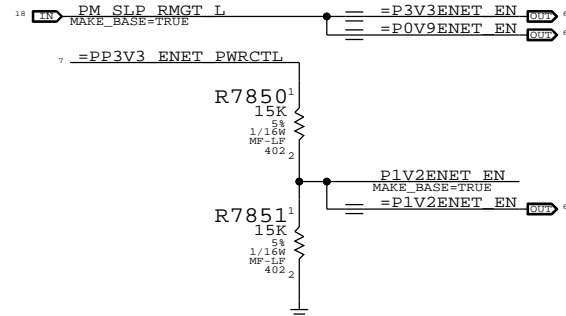 18 IN PM_SLP_RMGT_L =P3V3ENET_EN OUT 6
MAKE_BASE=TRUE
=P0V9ENET_EN OUT 6
7 =PP3V3_ENET_PWRCTL
R7850 1
15K
5%
1/16W
MF-LF
402 2
P1V2ENET_EN
MAKE_BASE=TRUE
=P1V2ENET_EN OUT 6
R7851 1
15K
5%
1/16W
MF-LF
402 2